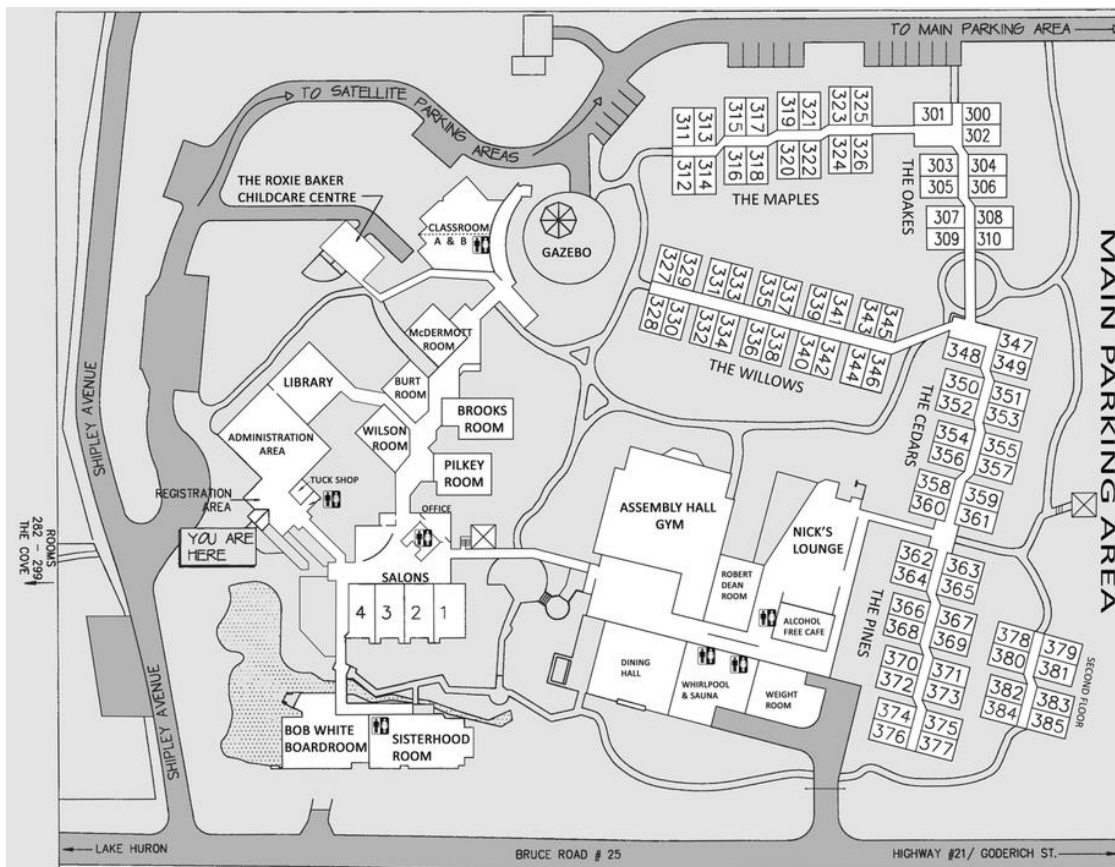 TO MAIN PARKING AREA
TO SATELLITE PARKING AREAS
THE ROXIE BAKER
CHILDCARE CENTRE
CLASSROOM
A & B
GAZEBO
311 313 315 317 319 321 323 325
312 314 316 318 320 322 324 326
THE MAPLES
301 300
302
303 304
305 306
307 308
309 310
THE OAKES
MAIN PARKING AREA
327 329 331 333 335 337 339 341 343 345
328 330 332 334 336 338 340 342 344 346
THE WILLOWS
McDERMOTT
ROOM
BURT
ROOM
LIBRARY
BROOKS
ROOM
WILSON
ROOM
ADMINISTRATION
AREA
PILKEY
ROOM
TUCK SHOP
REGISTRATION
AREA
OFFICE
YOU ARE
HERE
SHIPLEY AVENUE
ROOMS
282 - 299
THE COVE
SALONS
4 3 2 1
ASSEMBLY HALL
GYM
NICK'S
LOUNGE
ROBERT
DEAN
ROOM
ALCOHOL
FREE CAFE
DINING
HALL
WHIRLPOOL
& SAUNA
WEIGHT
ROOM
348 347
349
350 351
352 353
354 355
356 357
358 359
360 361
THE CEDARS
362 363
364 365
366 367
368 369
370 371
372 373
374 375
376 377
THE PINES
378 379
380 381
382 383
384 385
SECOND FLOOR
BOB WHITE
BOARDROOM
SISTERHOOD
ROOM
SHIPLEY AVENUE
LAKE HURON
BRUCE ROAD # 25
HIGHWAY #21/ GODERICH ST.